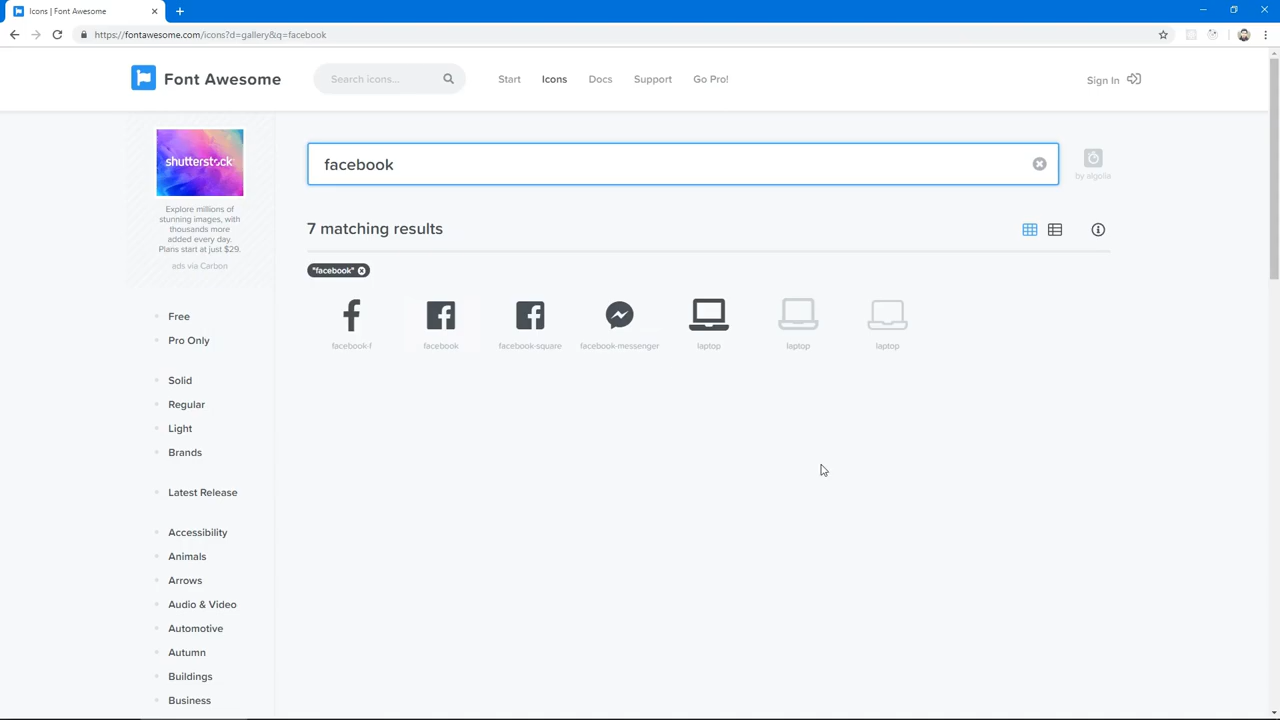 Icons | Font Awesome
https://fontawesome.com/icons?d=gallery&q=facebook
Font Awesome
Search icons...
Start
Icons
Docs
Support
Go Pro!
Sign In
shutterstock
Explore millions of
stunning images, with
thousands more
added every day.
Plans start at just $29.
ads via Carbon
facebook
by algolia
7 matching results
"facebook"
facebook-f
facebook
facebook-square
facebook-messenger
laptop
laptop
laptop
Free
Pro Only
Solid
Regular
Light
Brands
Latest Release
Accessibility
Animals
Arrows
Audio & Video
Automotive
Autumn
Buildings
Business